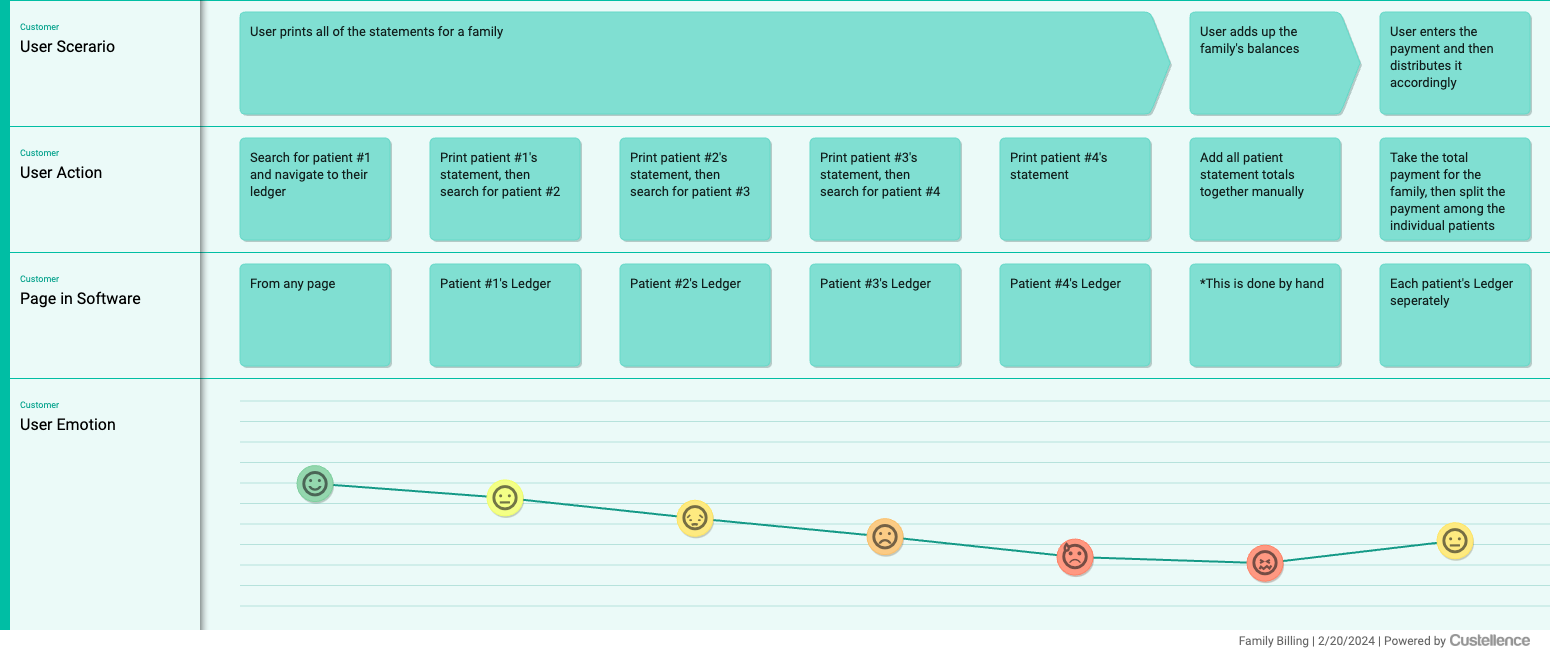 Customer
User Scerario
User prints all of the statements for a family
User adds up the
family's balances
User enters the
payment and then
distributes it
accordingly
Customer
User Action
Search for patient #1
and navigate to their
ledger
Print patient #1's
statement, then
search for patient #2
Print patient #2's
statement, then
search for patient #3
Print patient #3's
statement, then
search for patient #4
Print patient #4's
statement
Add all patient
statement totals
together manually
Take the total
payment for the
family, then split the
payment among the
individual patients
Customer
Page in Software
From any page
Patient #1's Ledger
Patient #2's Ledger
Patient #3's Ledger
Patient #4's Ledger
*This is done by hand
Each patient's Ledger
seperately
Customer
User Emotion
Family Billing | 2/20/2024 | Powered by Custellence